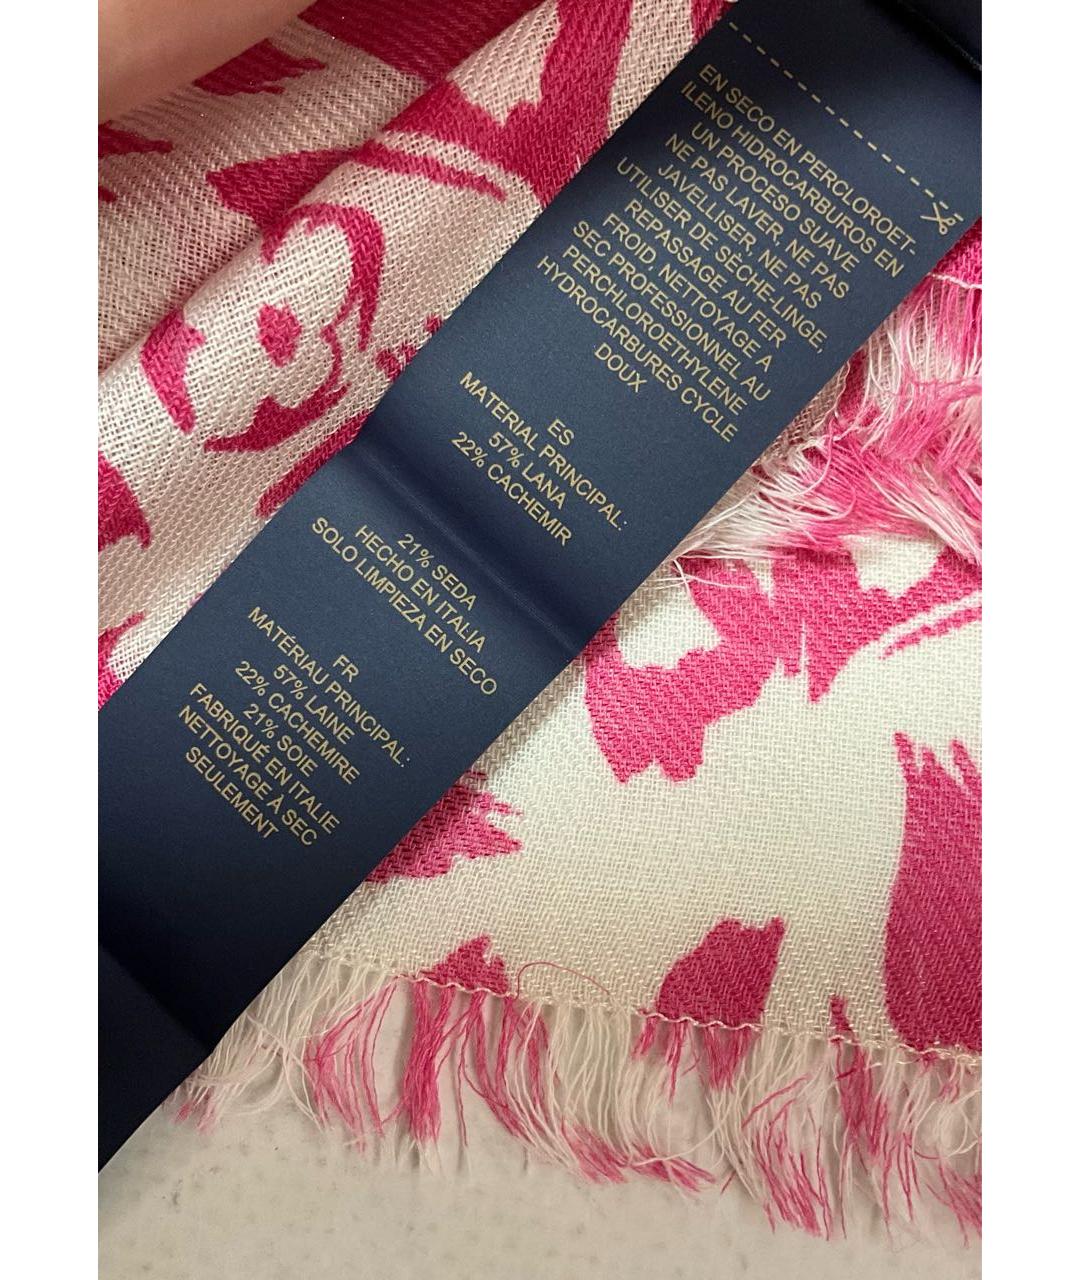 EN SECO EN PERCLOROET.
ILENO HIDROCARBUROS EN
UN PROCESO SUAVE
NE PAS LAVER, NE PAS
JAVELLISER, NE PAS
UTILISER DE SÈCHE-LINGE,
REPASSAGE AU FER
FROID, NETTOYAGE A
SEC PROFESSIONNEL AU
PERCHLOROETHYLENE
HYDROCARBURES CYCLE
DOUX
ES
MATERIAL PRINCIPAL:
57% LANA
22% CACHEMIR
21% SEDA
HECHO EN ITALIA
SOLO LIMPIEZA EN SECO
FR
MATÉRIAU PRINCIPAL:
57% LAINE
22% CACHEMIRE
21% SOIE
FABRIQUÉ EN ITALIE
NETTOYAGE À SEC
SEULEMENT